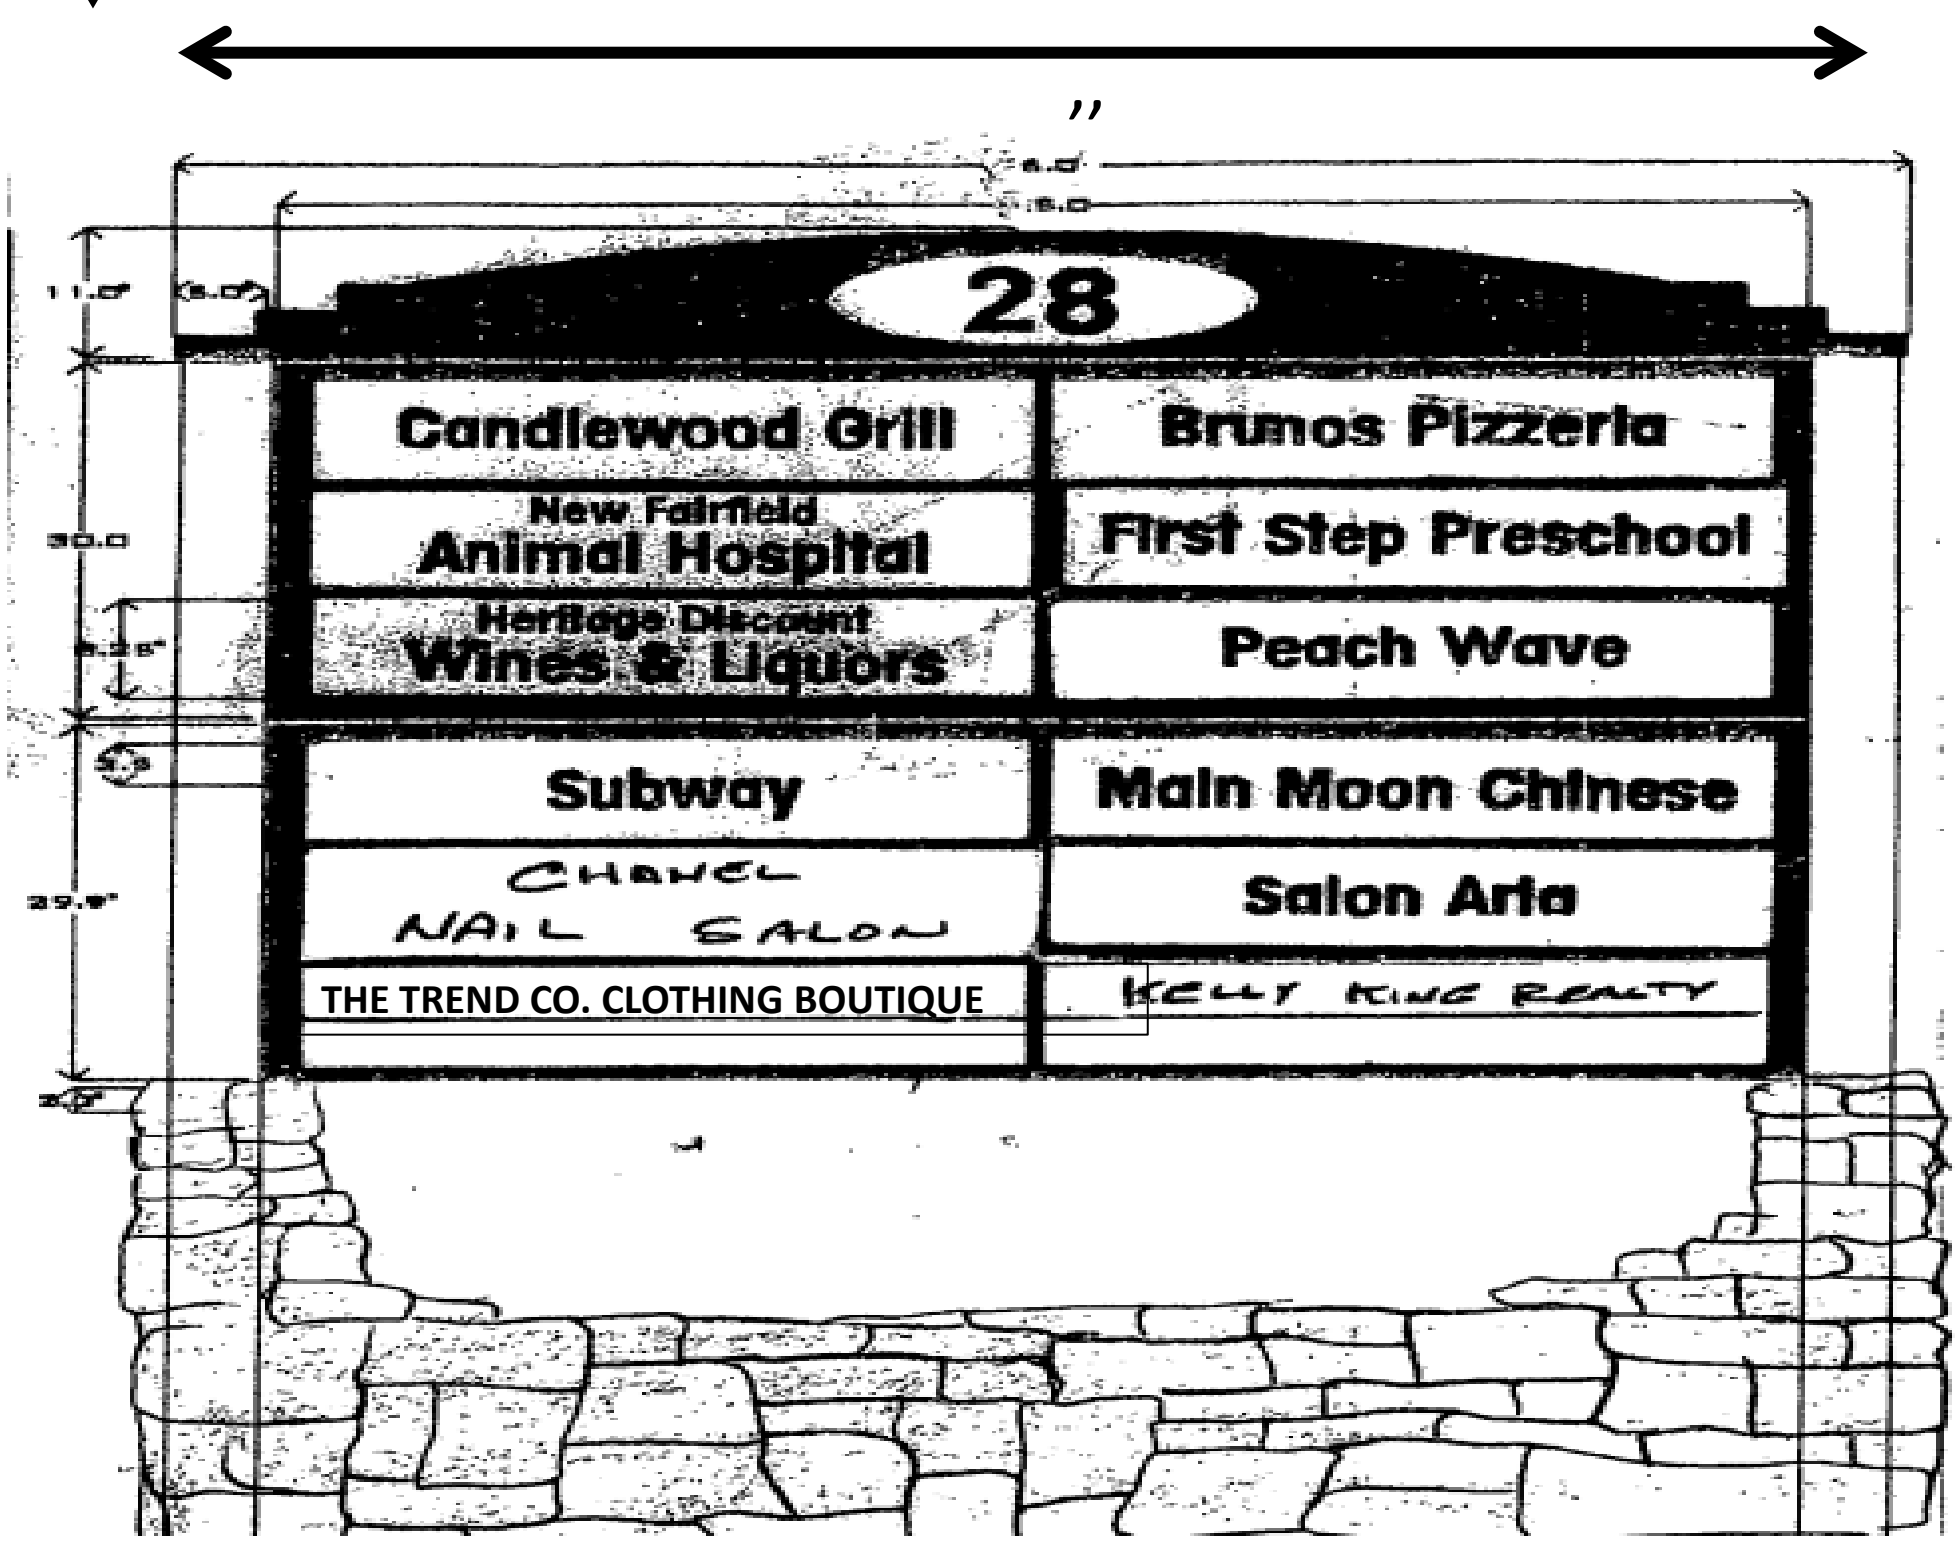 ,,
6.0'
11.0"
28
Candlewood Grill
Brunos Pizzeria
New Fairfield
Animal Hospital
First Step Preschool
30.0
Heritage Discount
Wines & Liquors
Peach Wave
Subway
Main Moon Chinese
CHANEL
NAIL SALON
Salon Aria
THE TREND CO. CLOTHING BOUTIQUE
KELLY KING REALTY